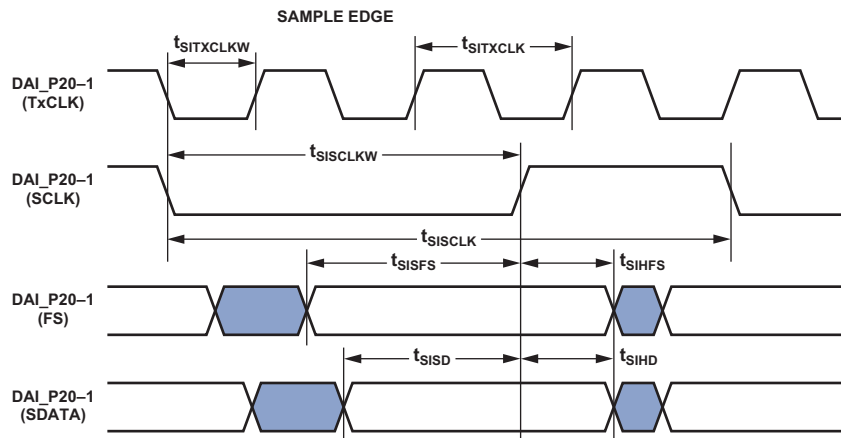 SAMPLE EDGE
tSITXCLKW
tSITXCLK
DAI_P20–1
(TxCLK)
tSISCLKW
DAI_P20–1
(SCLK)
tSISCLK
tSISFS
tSIHFS
DAI_P20–1
(FS)
tSISD
tSIHD
DAI_P20–1
(SDATA)